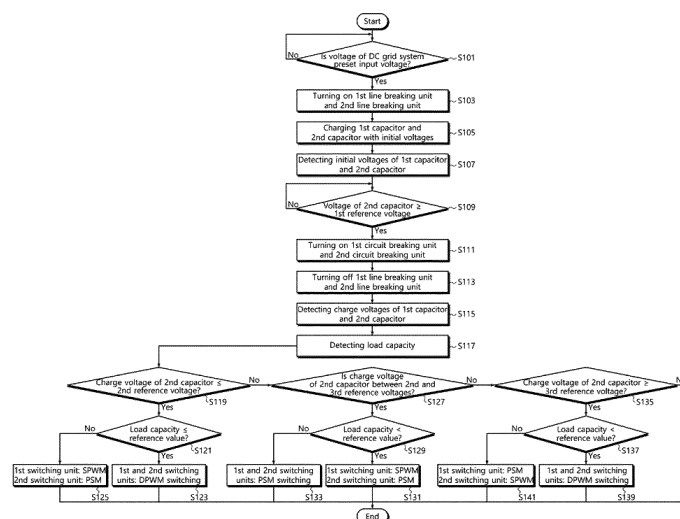 Start
Is voltage of DC grid system
preset input voltage?
S101
No
Yes
Turning on 1st line breaking unit
and 2nd line breaking unit
S103
Charging 1st capacitor and
2nd capacitor with initial voltages
S105
Detecting initial voltages of 1st capacitor
and 2nd capacitor
S107
Voltage of 2nd capacitor ≥
1st reference voltage
S109
No
Yes
Turning on 1st circuit breaking unit
and 2nd circuit breaking unit
S111
Turning off 1st line breaking unit
and 2nd line breaking unit
S113
Detecting charge voltages of 1st capacitor
and 2nd capacitor
S115
Detecting load capacity
S117
Charge voltage of 2nd capacitor ≤
2nd reference voltage?
S119
No
Yes
Is charge voltage
of 2nd capacitor between 2nd and
3rd reference voltages?
S127
No
Yes
Charge voltage of 2nd capacitor ≥
3rd reference voltage?
S135
No
Yes
Load capacity ≤
reference value?
S121
No
Yes
Load capacity <
reference value?
S129
No
Yes
Load capacity <
reference value?
S137
No
Yes
1st switching unit: SPWM
2nd switching unit: PSM
S125
1st and 2nd switching
units: DPWM switching
S123
1st and 2nd switching
units: PSM switching
S133
1st switching unit: SPWM
2nd switching unit: PSM
S131
1st switching unit: PSM
2nd switching unit: SPWM
S141
1st and 2nd switching
units: DPWM switching
S139
End